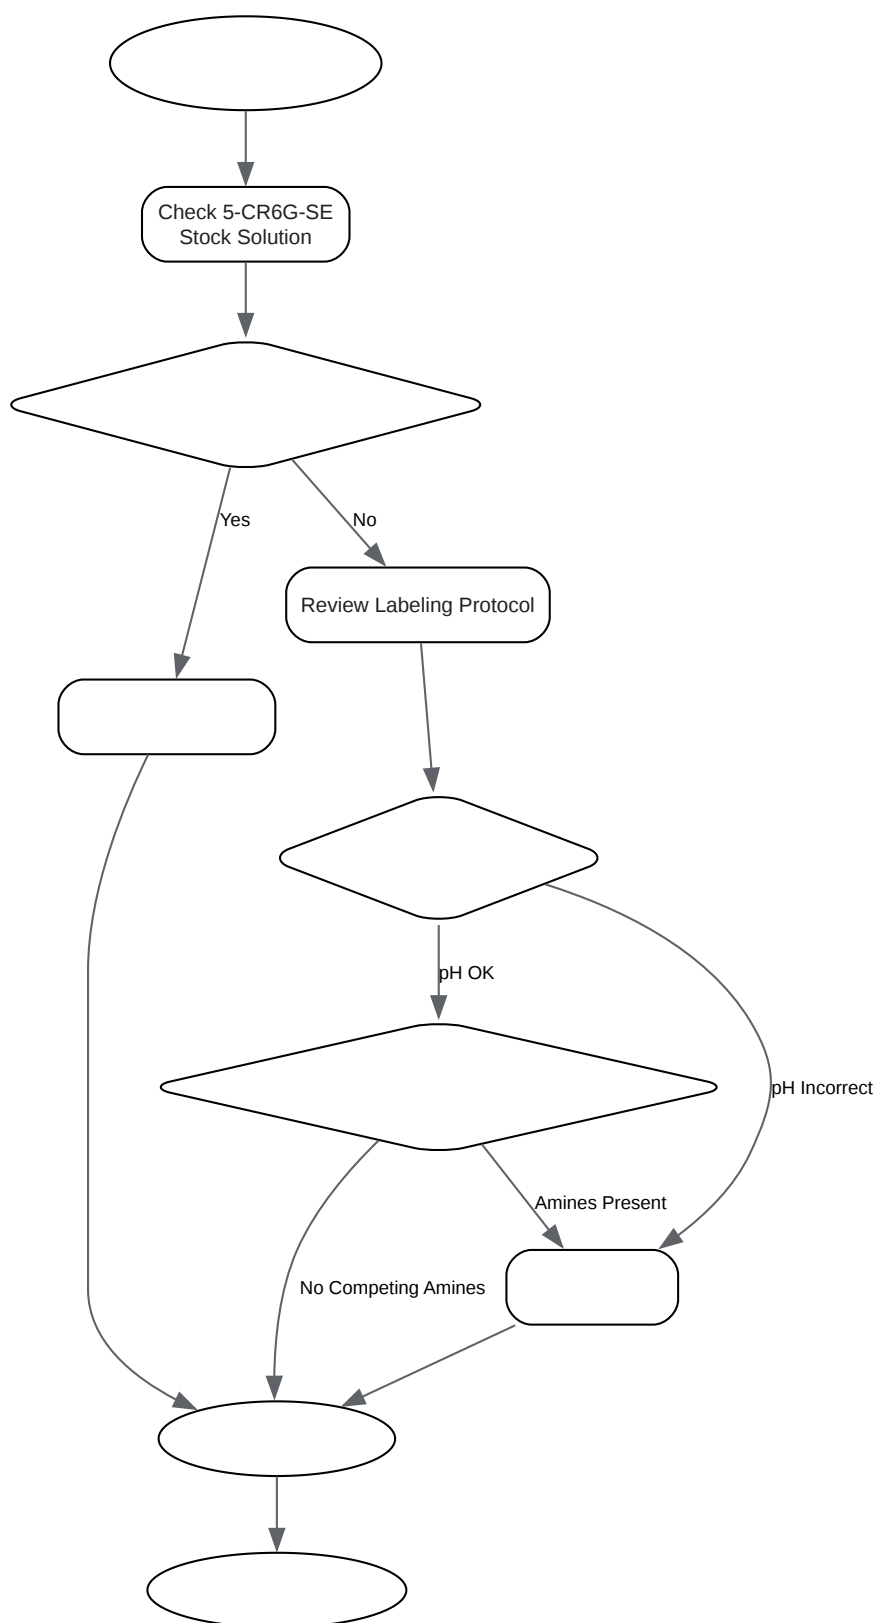 Check 5-CR6G-SE
Stock Solution
Yes
No
Review Labeling Protocol
pH OK
pH Incorrect
Amines Present
No Competing Amines